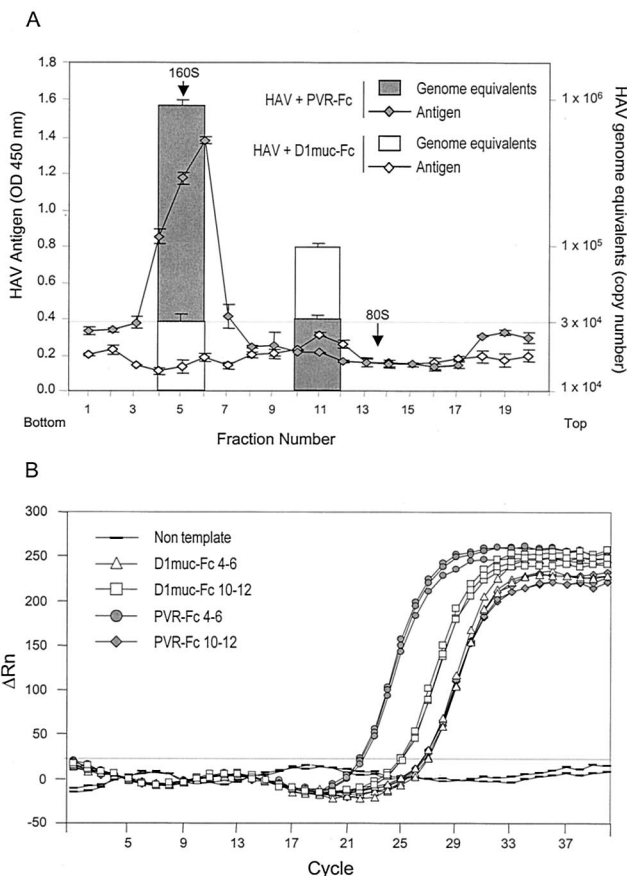 A
160S
HAV + PVR-Fc
Genome equivalents
Antigen
HAV + D1muc-Fc
Genome equivalents
Antigen
80S
HAV Antigen (OD 450 nm)
1.8
1.6
1.4
1.2
1.0
0.8
0.6
0.4
0.2
0.0
HAV genome equivalents (copy number)
1 x 10⁶
1 x 10⁵
3 x 10⁴
1 x 10⁴
1 3 5 7 9 11 13 15 17 19
Bottom
Top
Fraction Number
B
300
250
200
150
100
50
0
-50
ΔRn
Non template
D1muc-Fc 4-6
D1muc-Fc 10-12
PVR-Fc 4-6
PVR-Fc 10-12
5 9 13 17 21 25 29 33 37
Cycle